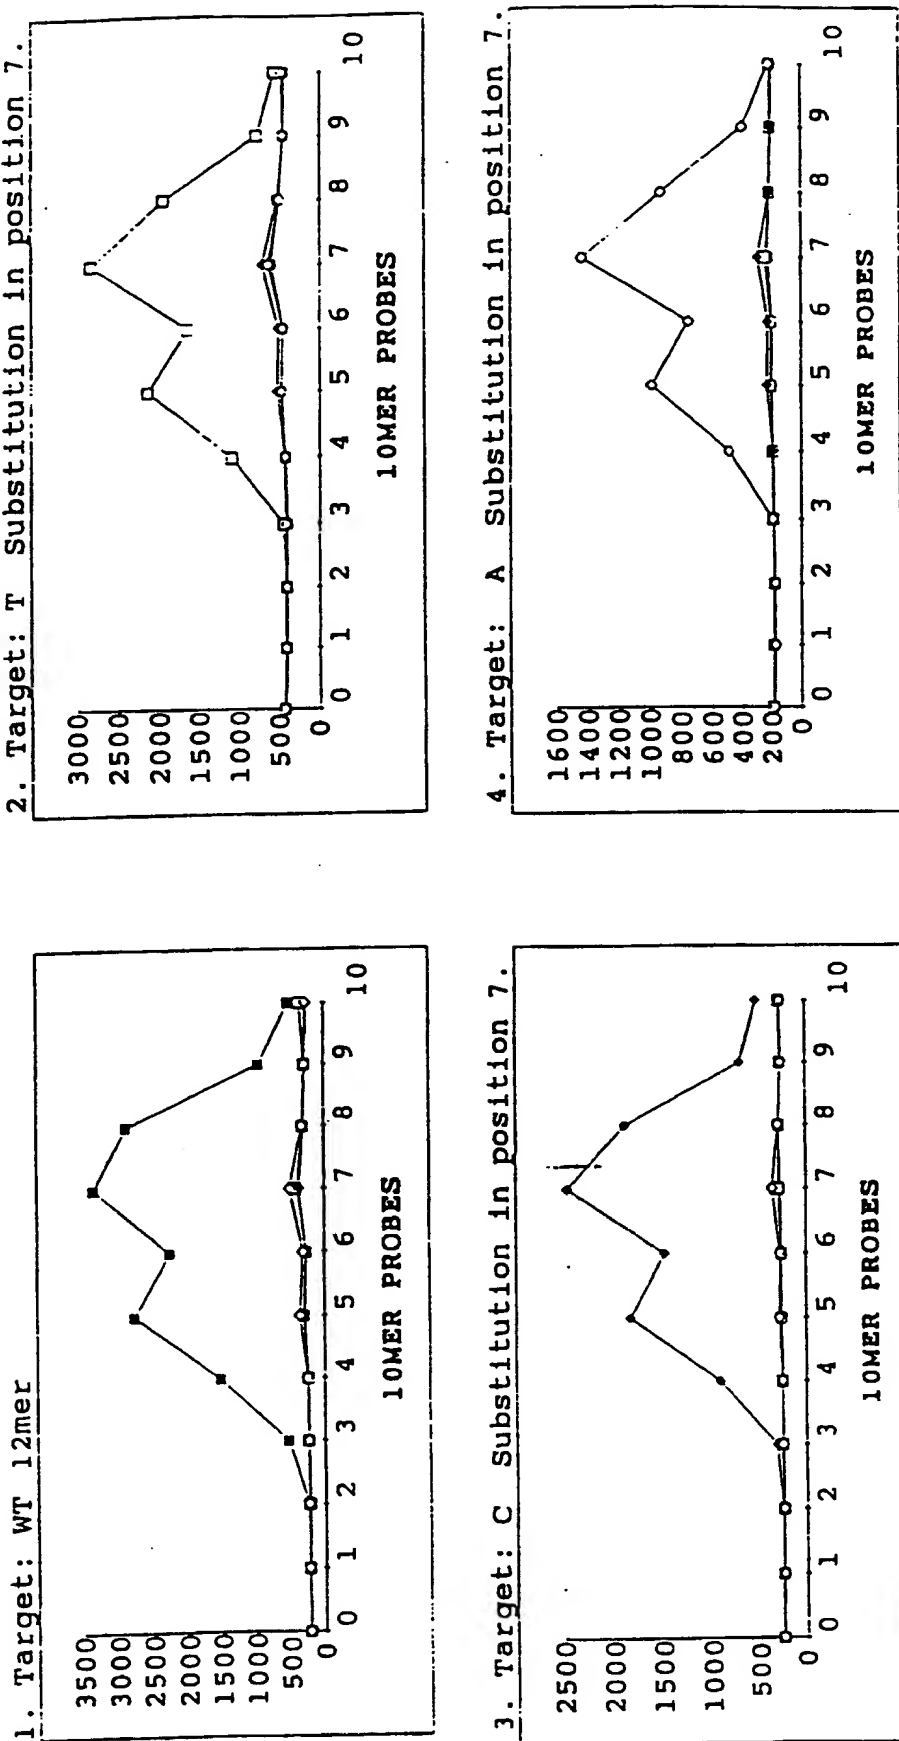 1. Target: WT 12mer
3500
3000
2500
2000
1500
1000
500
0
0 1 2 3 4 5 6 7 8 9 10
10MER PROBES
2. Target: T Substitution in position 7.
3000
2500
2000
1500
1000
500
0
0 1 2 3 4 5 6 7 8 9 10
10MER PROBES
3. Target: C Substitution in position 7.
2500
2000
1500
1000
500
0
0 1 2 3 4 5 6 7 8 9 10
10MER PROBES
4. Target: A Substitution in position 7.
1600
1400
1200
1000
800
600
400
200
0
0 1 2 3 4 5 6 7 8 9 10
10MER PROBES